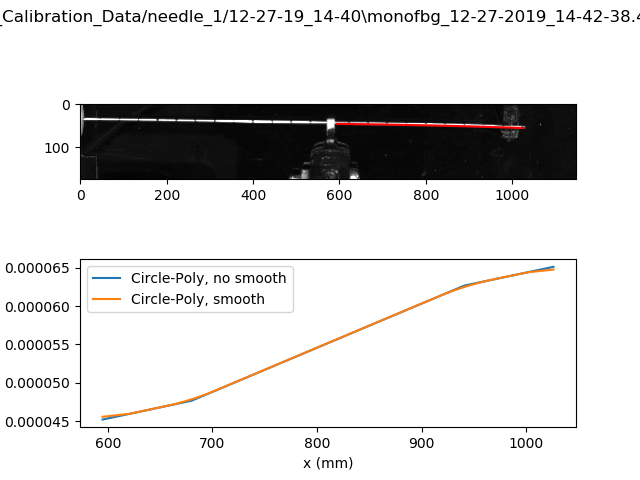 _Calibration_Data/needle_1/12-27-19_14-40\monofbg_12-27-2019_14-42-38.4
0
100
0 200 400 600 800 1000
0.000065
0.000060
0.000055
0.000050
0.000045
Circle-Poly, no smooth
Circle-Poly, smooth
600 700 800 900 1000
x (mm)